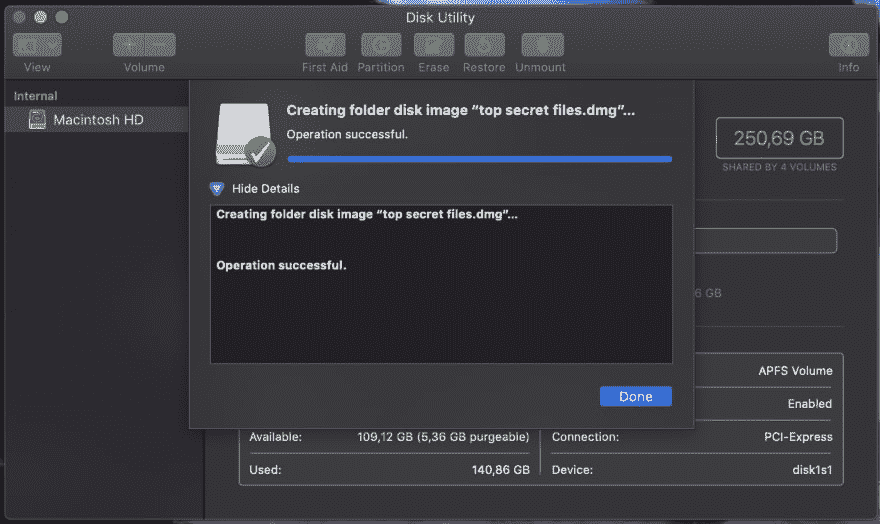 Disk Utility
View Volume First Aid Partition Erase Restore Unmount Info
Internal
Macintosh HD
Creating folder disk image “top secret files.dmg”...
Operation successful.
Hide Details
Creating folder disk image “top secret files.dmg”...
Operation successful.
Done
250,69 GB
SHARED BY 4 VOLUMES
6 GB
APFS Volume
Enabled
Available: 109,12 GB (5,36 GB purgeable) Connection: PCI-Express
Used: 140,86 GB Device: disk1s1